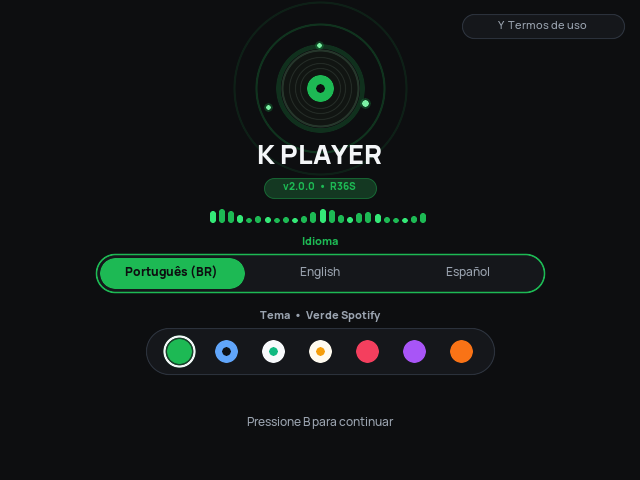 Y Termos de uso
K PLAYER
v2.0.0 • R36S
Idioma
Português (BR) English Español
Tema • Verde Spotify
Pressione B para continuar